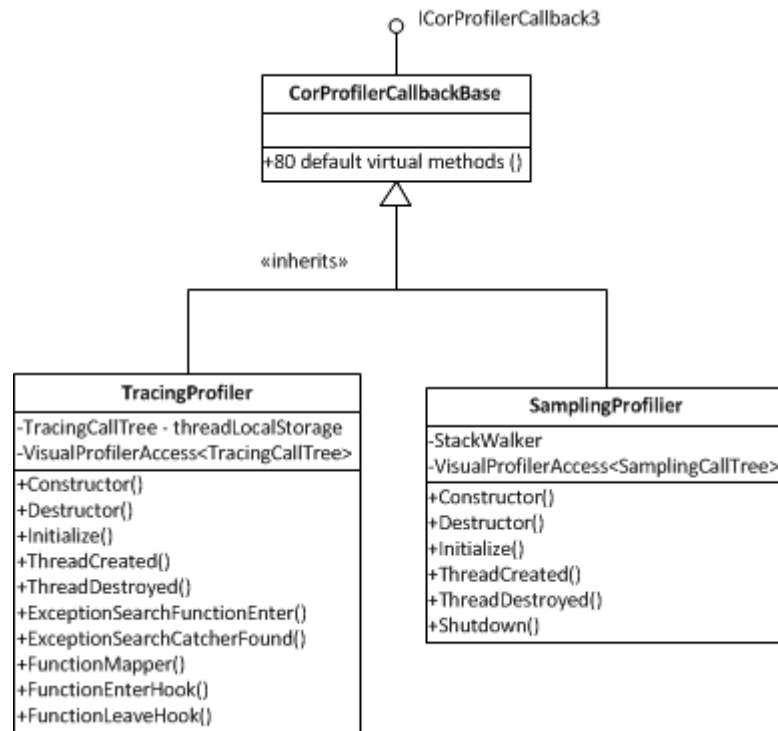 ICorProfilerCallback3
CorProfilerCallbackBase
+80 default virtual methods ()
«inherits»
TracingProfiler
-TracingCallTree - threadLocalStorage
-VisualProfilerAccess<TracingCallTree>
+Constructor()
+Destructor()
+Initialize()
+ThreadCreated()
+ThreadDestroyed()
+ExceptionSearchFunctionEnter()
+ExceptionSearchCatcherFound()
+FunctionMapper()
+FunctionEnterHook()
+FunctionLeaveHook()
SamplingProfilier
-StackWalker
-VisualProfilerAccess<SamplingCallTree>
+Constructor()
+Destructor()
+Initialize()
+ThreadCreated()
+ThreadDestroyed()
+Shutdown()